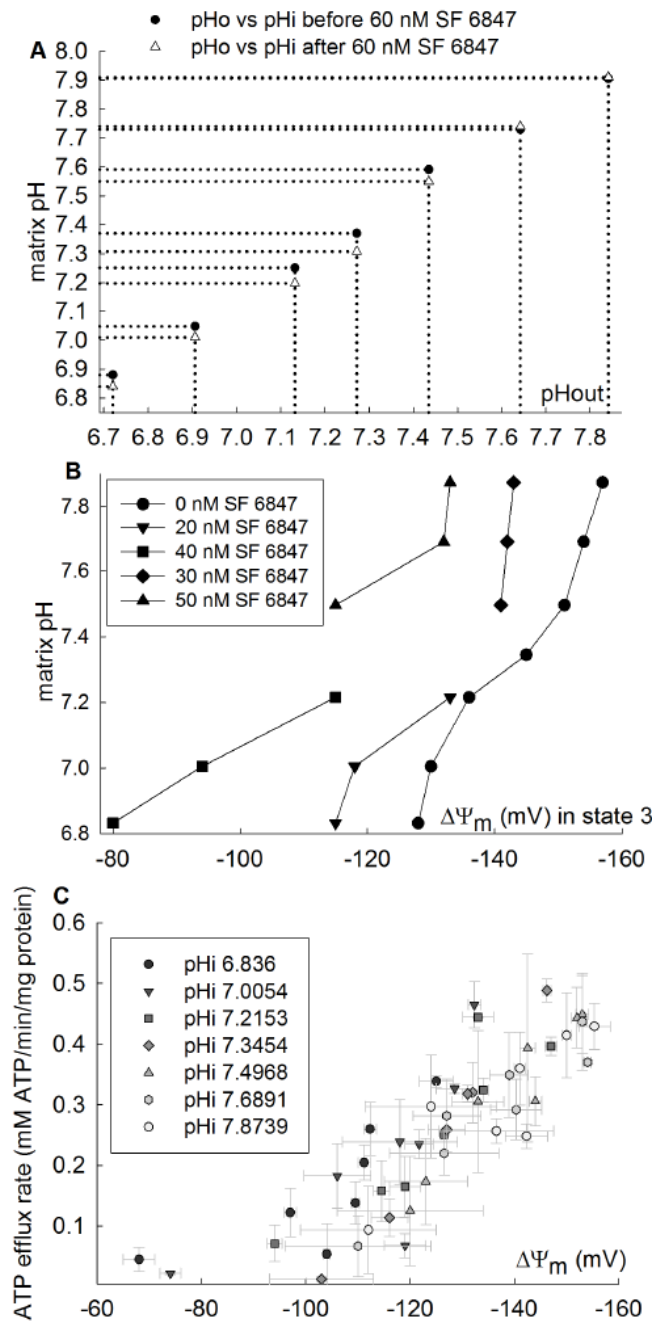 pHo vs pHi before 60 nM SF 6847
pHo vs pHi after 60 nM SF 6847
A
8.0
7.9
7.8
7.7
7.6
7.5
7.4
7.3
7.2
7.1
7.0
6.9
6.8
matrix pH
pHout
6.7 6.8 6.9 7.0 7.1 7.2 7.3 7.4 7.5 7.6 7.7 7.8
B
0 nM SF 6847
20 nM SF 6847
40 nM SF 6847
30 nM SF 6847
50 nM SF 6847
7.8
7.6
7.4
7.2
7.0
6.8
matrix pH
ΔΨm (mV) in state 3
-80 -100 -120 -140 -160
C
pHi 6.836
pHi 7.0054
pHi 7.2153
pHi 7.3454
pHi 7.4968
pHi 7.6891
pHi 7.8739
0.6
0.5
0.4
0.3
0.2
0.1
ATP efflux rate (mM ATP/min/mg protein)
ΔΨm (mV)
-60 -80 -100 -120 -140 -160